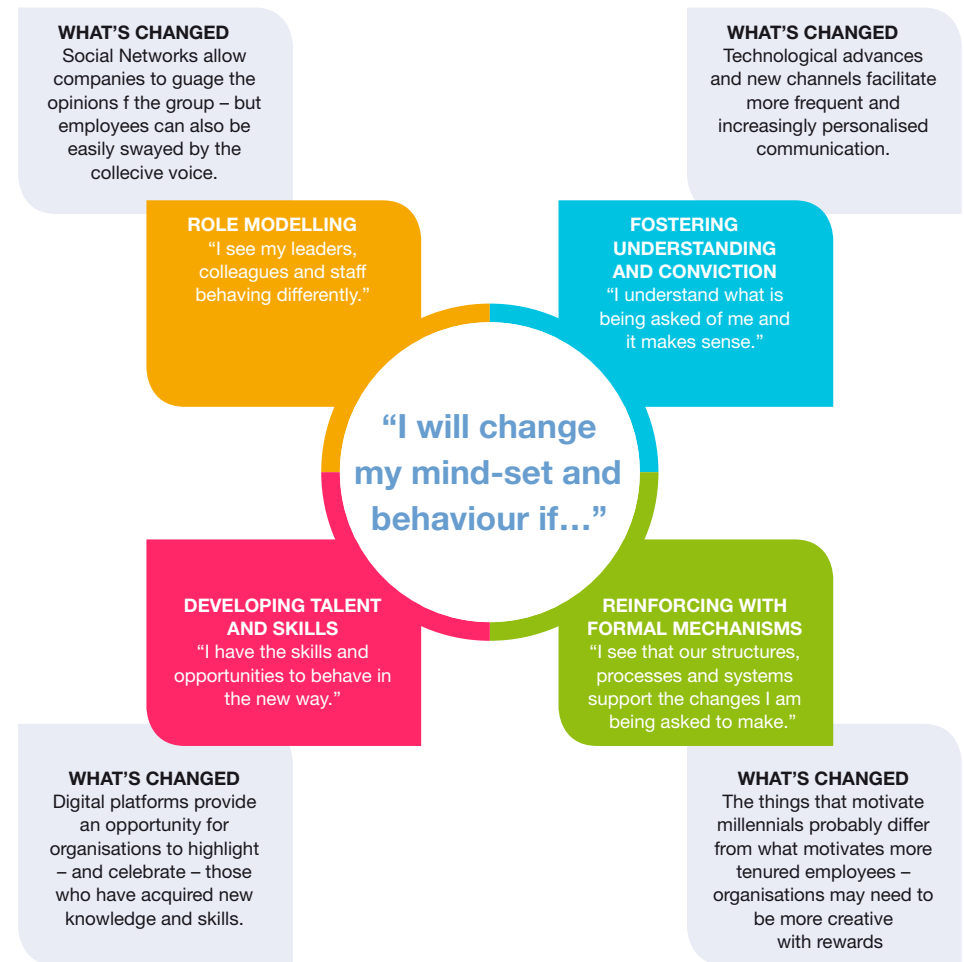 WHAT'S CHANGED
Social Networks allow
companies to guage the
opinions f the group – but
employees can also be
easily swayed by the
collecive voice.
WHAT'S CHANGED
Technological advances
and new channels facilitate
more frequent and
increasingly personalised
communication.
ROLE MODELLING
“I see my leaders,
colleagues and staff
behaving differently.”
FOSTERING
UNDERSTANDING
AND CONVICTION
“I understand what is
being asked of me and
it makes sense.”
“I will change
my mind-set and
behaviour if…”
DEVELOPING TALENT
AND SKILLS
“I have the skills and
opportunities to behave in
the new way.”
REINFORCING WITH
FORMAL MECHANISMS
“I see that our structures,
processes and systems
support the changes I am
being asked to make.”
WHAT’S CHANGED
Digital platforms provide
an opportunity for
organisations to highlight
– and celebrate – those
who have acquired new
knowledge and skills.
WHAT’S CHANGED
The things that motivate
millennials probably differ
from what motivates more
tenured employees –
organisations may need to
be more creative
with rewards